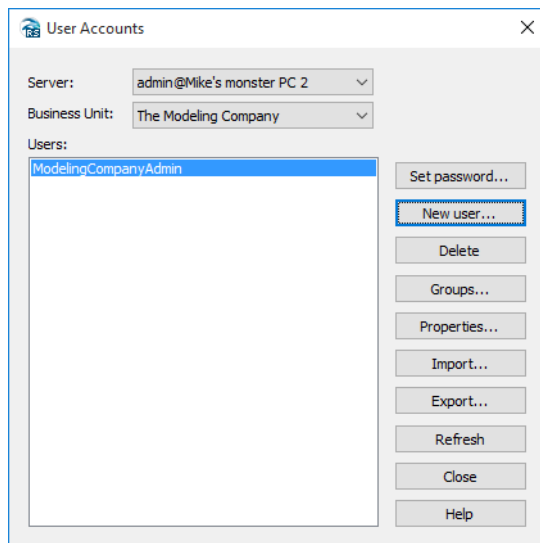 User Accounts
Server:
admin@Mike's monster PC 2
Business Unit:
The Modeling Company
Users:
ModelingCompanyAdmin
Set password...
New user...
Delete
Groups...
Properties...
Import...
Export...
Refresh
Close
Help